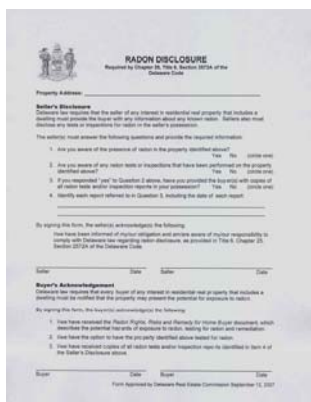 RADON DISCLOSURE
Required by Chapter 25, Title 6, Section 2572A of the
Delaware Code
Property Address:
Seller's Disclosure
Delaware law requires that the seller of any interest in residential real property that includes a
dwelling must provide the buyer with any information about any known radon. Sellers also must
disclose any tests or inspections for radon in the seller's possession.
The seller(s) must answer the following questions and provide the required information:
1. Are you aware of the presence of radon in the property identified above?
Yes No (circle one)
2. Are you aware of any radon tests or inspections that have been performed on the property
identified above? Yes No (circle one)
3. If you responded "yes" to Question 2 above, have you provided the buyer(s) with copies of
all radon tests and/or inspection reports in your possession? Yes No (circle one)
4. Identify each report referred to in Question 3, including the date of each report:
By signing this form, the seller(s) acknowledge(s) the following:
I/we have been informed of my/our obligation and am/are aware of my/our responsibility to
comply with Delaware law regarding radon disclosure, as provided in Title 6, Chapter 25,
Section 2572A of the Delaware Code.
Seller Date Seller Date
Buyer's Acknowledgement
Delaware law requires that every buyer of any interest in residential real property that includes a
dwelling must be notified that the property may present the potential for exposure to radon.
By signing this form, the buyer(s) acknowledge(s) the following:
1. I/we have received the Radon Rights, Risks and Remedy for Home Buyer document, which
describes the potential hazards of exposure to radon, testing for radon and remediation.
2. I/we have the option to have the property identified above tested for radon.
3. I/we have received copies of all radon tests and/or inspection reports identified in Item 4 of
the Seller's Disclosure above.
Buyer Date Buyer Date
Form Approved by Delaware Real Estate Commission September 12, 2007